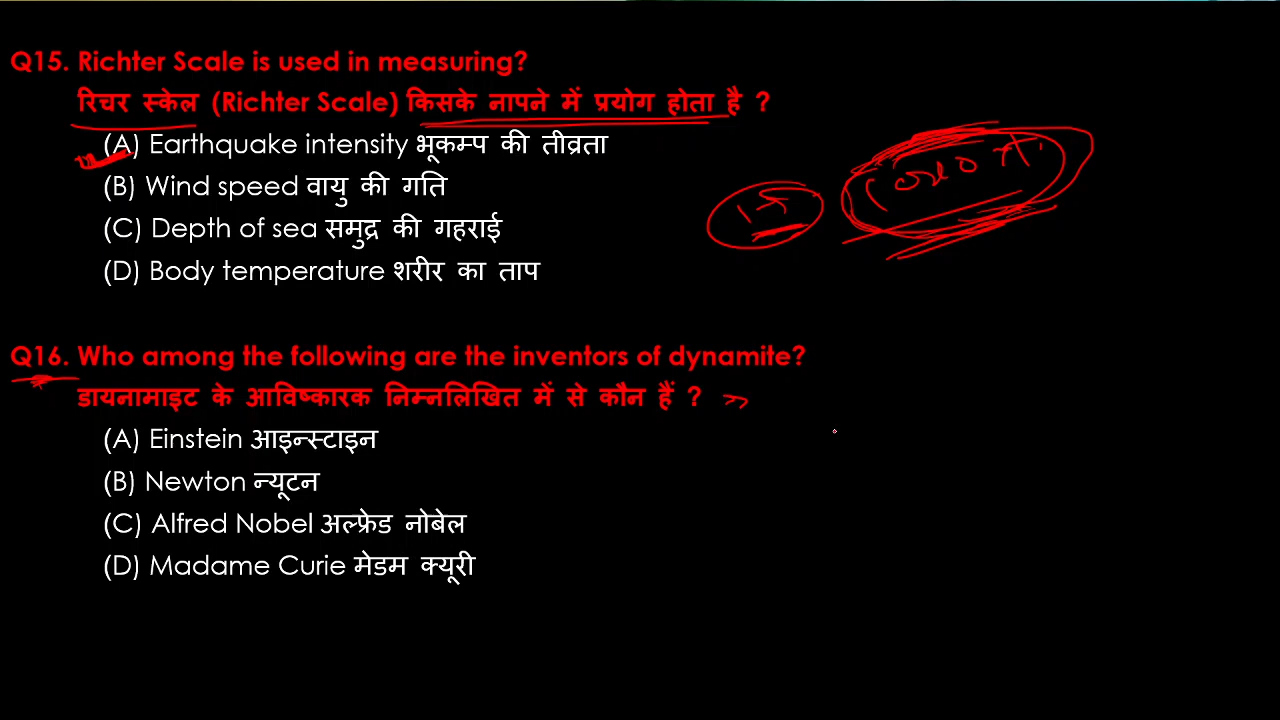 Q15. Richter Scale is used in measuring?
रिचर स्केल (Richter Scale) किसके नापने में प्रयोग होता है ?
(A) Earthquake intensity भूकम्प की तीव्रता
(B) Wind speed वायु की गति
(C) Depth of sea समुद्र की गहराई
(D) Body temperature शरीर का ताप
Q16. Who among the following are the inventors of dynamite?
डायनामाइट के आविष्कारक निम्नलिखित में से कौन हैं ?
(A) Einstein आइन्स्टाइन
(B) Newton न्यूटन
(C) Alfred Nobel अल्फ्रेड नोबेल
(D) Madame Curie मेडम क्यूरी